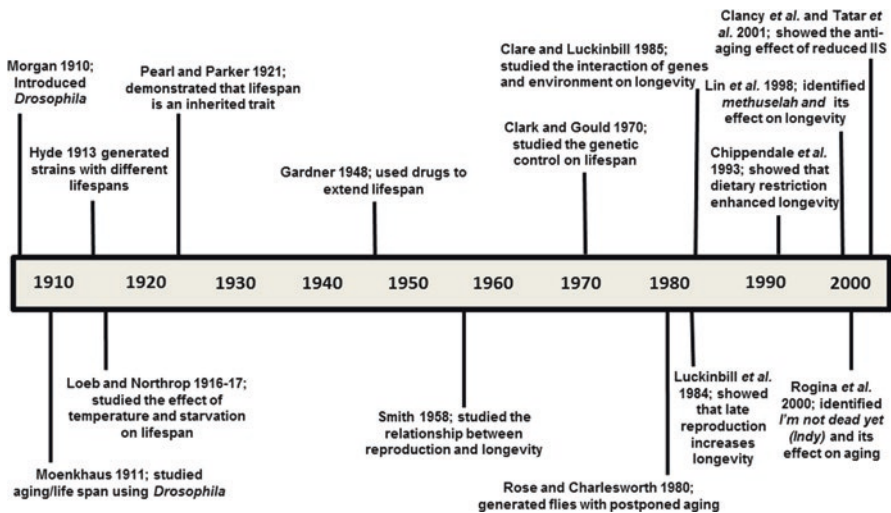 Morgan 1910;
Introduced
Drosophila
Hyde 1913 generated
strains with different
lifespans
Pearl and Parker 1921;
demonstrated that lifespan
is an inherited trait
Gardner 1948; used drugs to
extend lifespan
Clark and Gould 1970;
studied the genetic
control on lifespan
Clare and Luckinbill 1985;
studied the interaction of genes
and environment on longevity
Chippendale et al.
1993; showed that
dietary restriction
enhanced longevity
Lin et al. 1998; identified
methuselah and its
effect on longevity
Clancy et al. and Tatar et
al. 2001; showed the anti-
aging effect of reduced IIS
1910 1920 1930 1940 1950 1960 1970 1980 1990 2000
Moenkhaus 1911; studied
aging/life span using Drosophila
Loeb and Northrop 1916-17;
studied the effect of
temperature and starvation
on lifespan
Smith 1958; studied the
relationship between
reproduction and longevity
Rose and Charlesworth 1980;
generated flies with postponed aging
Luckinbill et al.
1984; showed
that late
reproduction
increases
longevity
Rogina et al.
2000; identified
I'm not dead yet
(Indy) and its
effect on aging